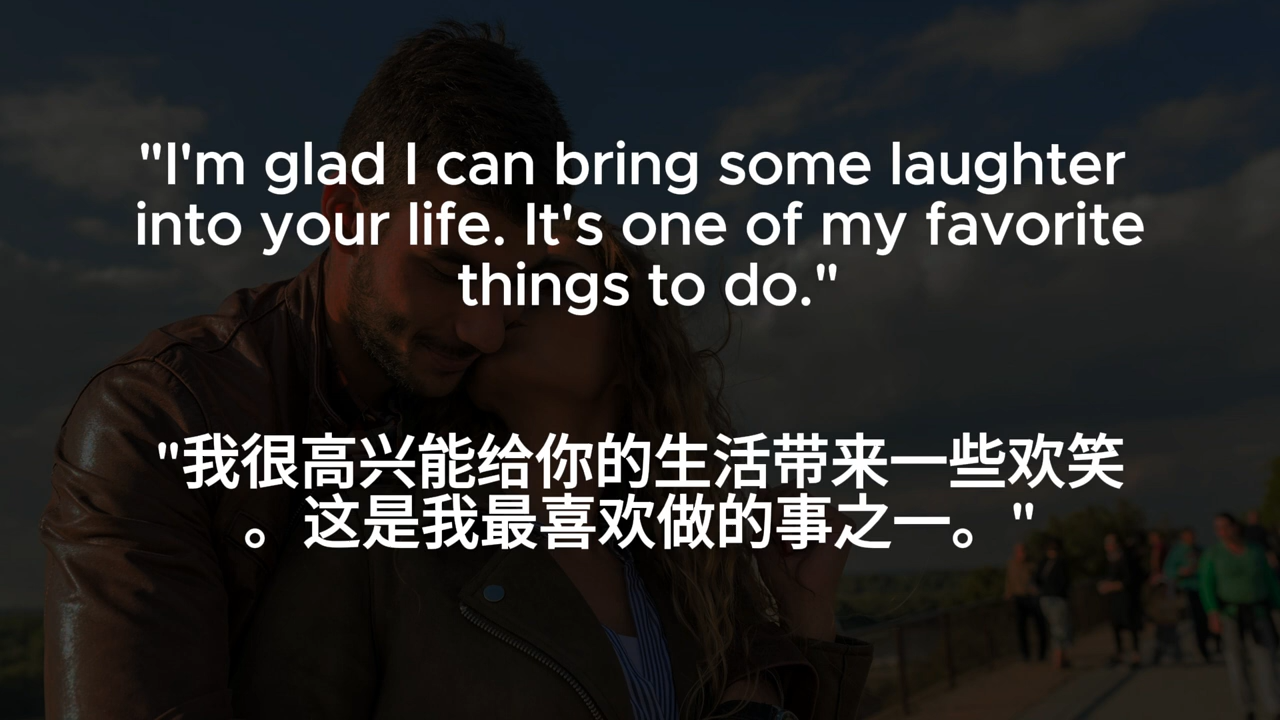 "I'm glad I can bring some laughter
into your life. It's one of my favorite
things to do."
"我很高兴能给你的生活带来一些欢笑
。这是我最喜欢做的事之一。"